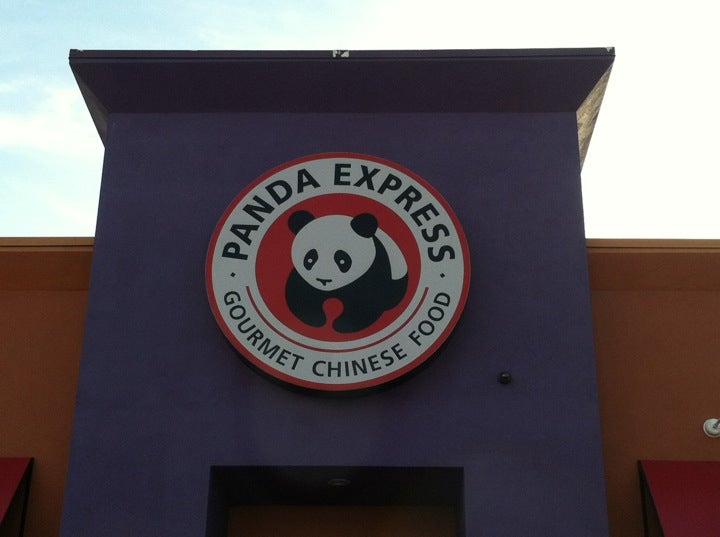 PANDA EXPRESS
GOURMET CHINESE FOOD